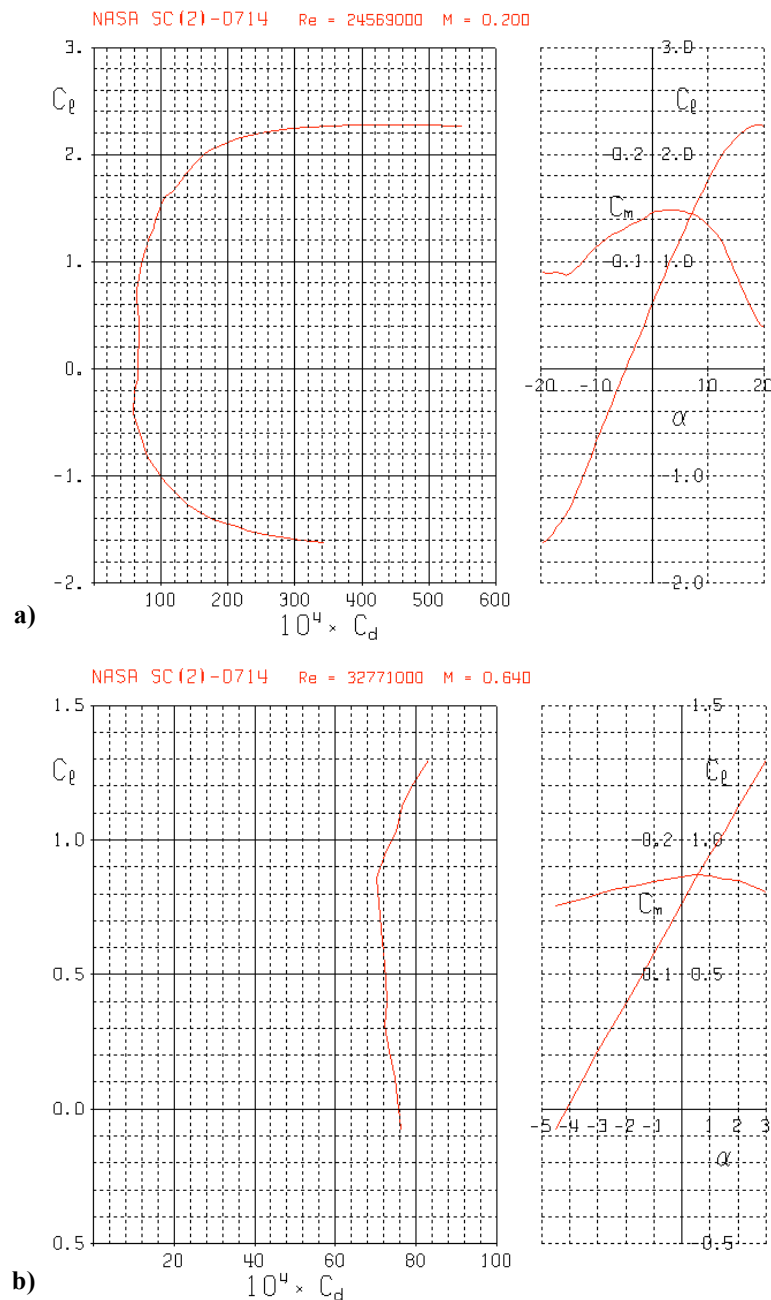 NASA SC(2)-0714 Re = 24569000 M = 0.200
3.
Cℓ
2.
1.
0.
-1.
-2.
100 200 300 400 500 600
10⁴ × Cd
3.0
Cℓ
-0.2 2.0
Cm
-0.1 1.0
-20 -10 10 20
α
-1.0
-2.0
a)
NASA SC(2)-0714 Re = 32771000 M = 0.640
1.5
Cℓ
1.0
0.5
0.0
0.5
20 40 60 80 100
10⁴ × Cd
1.5
Cℓ
-0.2 1.0
Cm
-0.1 0.5
-5 -4 -3 -2 -1 1 2 3
α
-0.5
b)